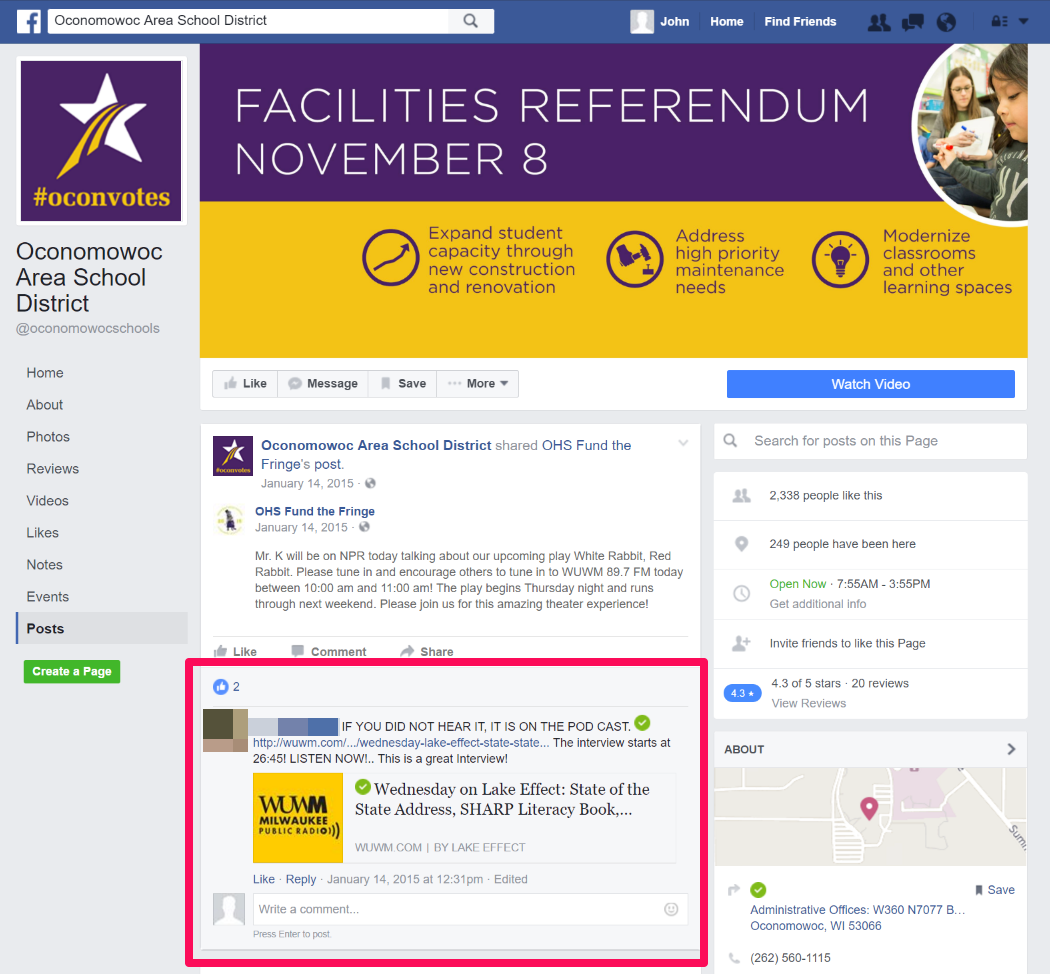 Oconomowoc Area School District
John
Home
Find Friends
#oconvotes
FACILITIES REFERENDUM
NOVEMBER 8
Expand student
capacity through
new construction
and renovation
Address
high priority
maintenance
needs
Modernize
classrooms
and other
learning spaces
Oconomowoc
Area School
District
@oconomowocschools
Home
About
Photos
Reviews
Videos
Likes
Notes
Events
Posts
Create a Page
Like
Message
Save
More
Watch Video
#oconvotes
Oconomowoc Area School District shared OHS Fund the
Fringe's post.
January 14, 2015 ·
OHS Fund the Fringe
January 14, 2015 ·
Mr. K will be on NPR today talking about our upcoming play White Rabbit, Red
Rabbit. Please tune in and encourage others to tune in to WUWM 89.7 FM today
between 10:00 am and 11:00 am! The play begins Thursday night and runs
through next weekend. Please join us for this amazing theater experience!
Like
Comment
Share
2
IF YOU DID NOT HEAR IT, IT IS ON THE POD CAST.
http://wuwm.com/.../wednesday-lake-effect-state-state... The interview starts at
26:45! LISTEN NOW!.. This is a great Interview!
WUWM
MILWAUKEE
PUBLIC RADIO
Wednesday on Lake Effect: State of the
State Address, SHARP Literacy Book,...
WUWM.COM | BY LAKE EFFECT
Like · Reply · January 14, 2015 at 12:31pm · Edited
Write a comment...
Press Enter to post.
Search for posts on this Page
2,338 people like this
249 people have been here
Open Now · 7:55AM - 3:55PM
Get additional info
Invite friends to like this Page
4.3
4.3 of 5 stars · 20 reviews
View Reviews
ABOUT
Summ
Save
Administrative Offices: W360 N7077 B...
Oconomowoc, WI 53066
(262) 560-1115